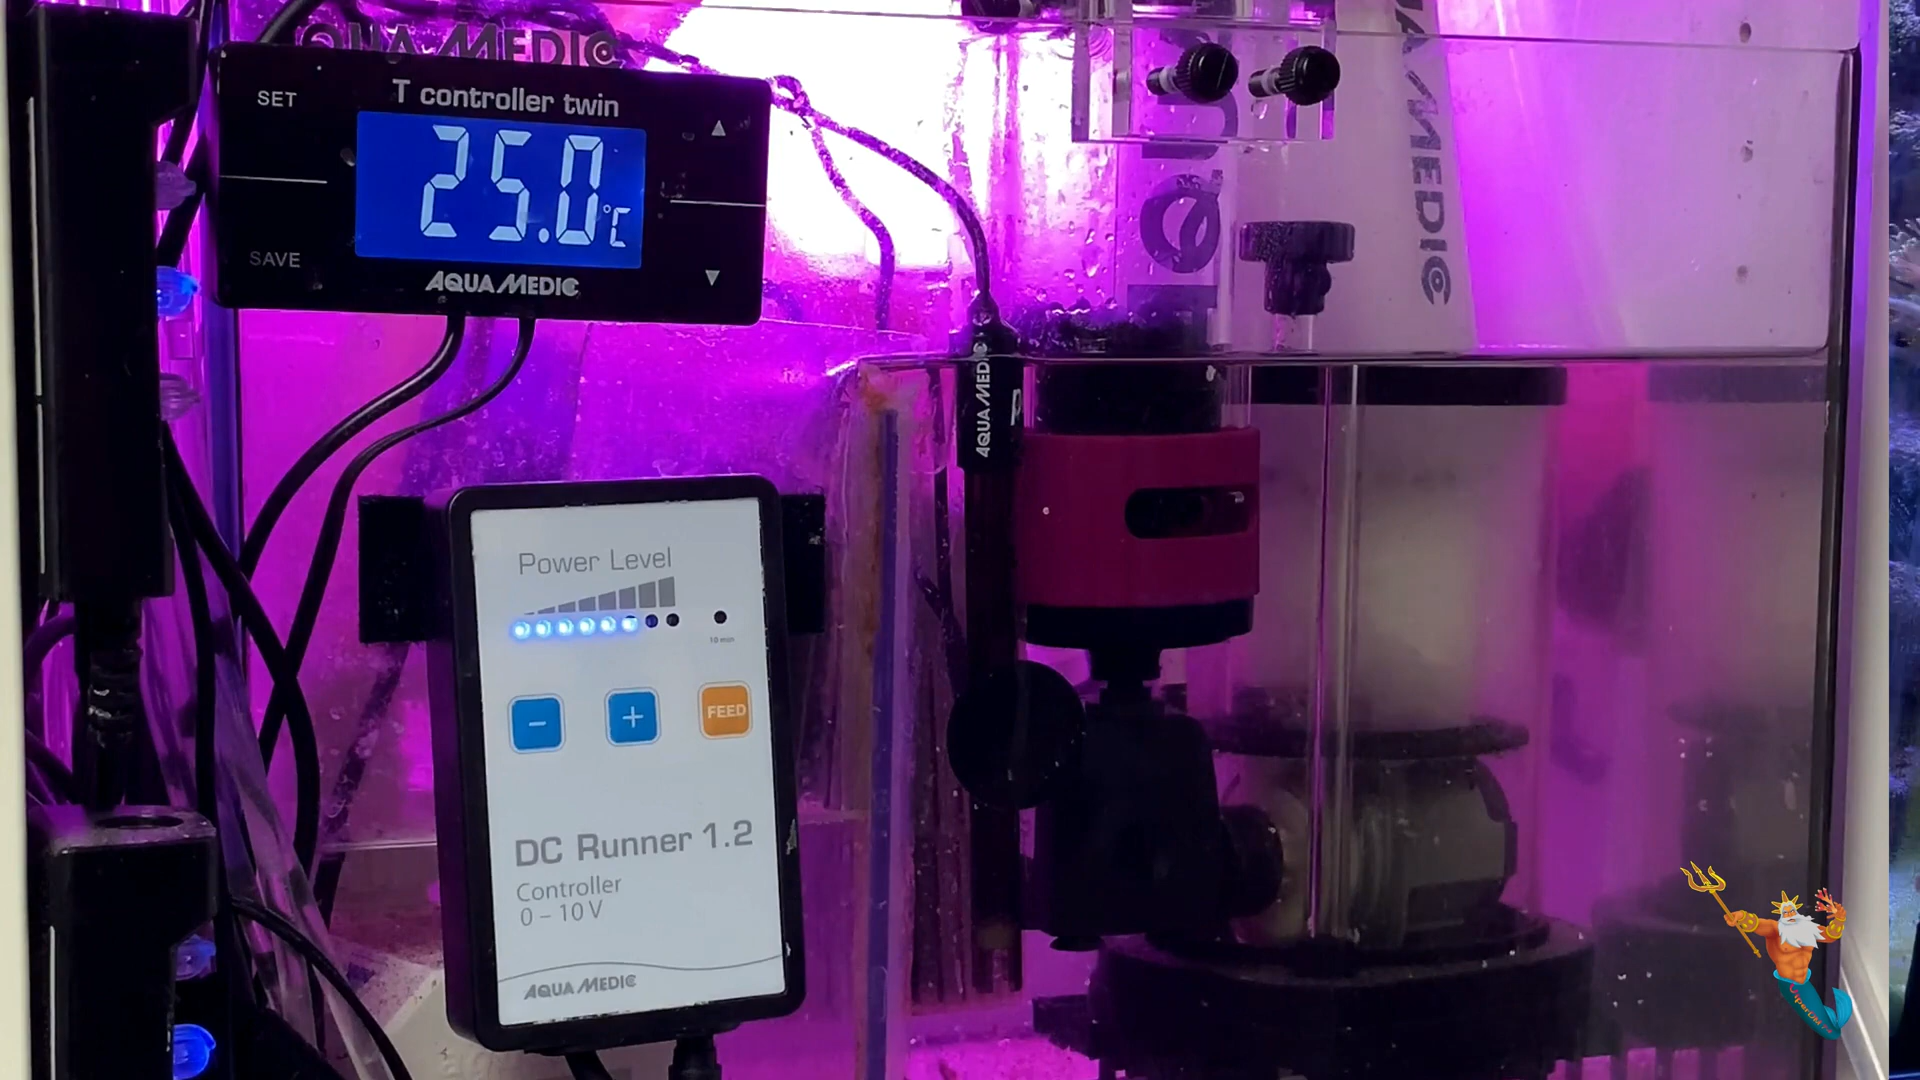 AQUA MEDIC
SET
T controller twin
▲
25.0°C
SAVE
AQUA MEDIC
▼
AQUA MEDIC
AQUA MEDIC
Power Level
10 min
–
+
FEED
DC Runner 1.2
Controller
0 – 10 V
AQUA MEDIC